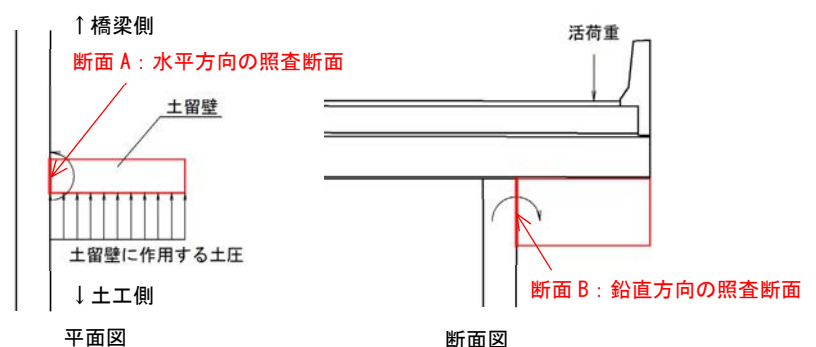 ↑橋梁側
断面A：水平方向の照査断面
土留壁
土留壁に作用する土圧
↓土工側
平面図
活荷重
断面B：鉛直方向の照査断面
断面図